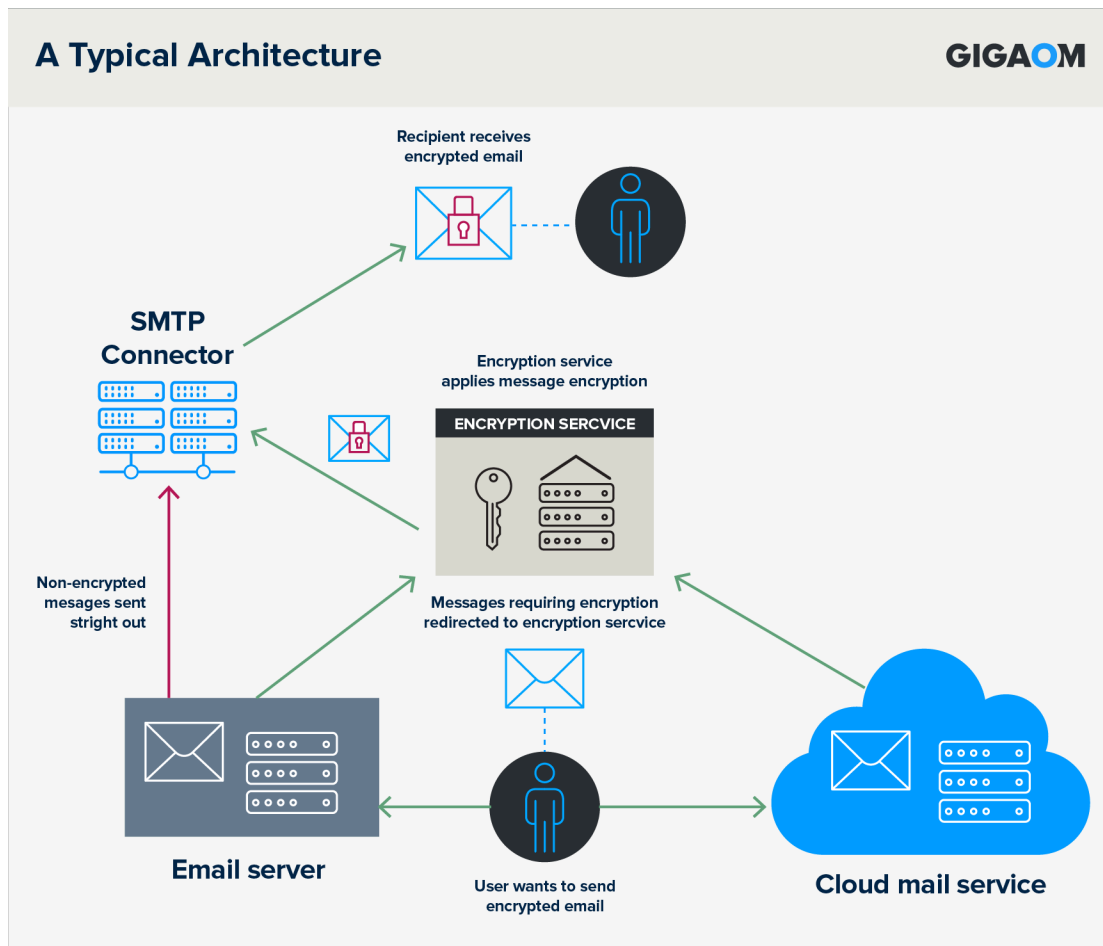 A Typical Architecture
GIGAOM
Recipient receives
encrypted email
SMTP
Connector
Encryption service
applies message encryption
ENCRYPTION SERCVICE
Non-encrypted
mesages sent
stright out
Messages requiring encryption
redirected to encryption sercvice
Email server
User wants to send
encrypted email
Cloud mail service